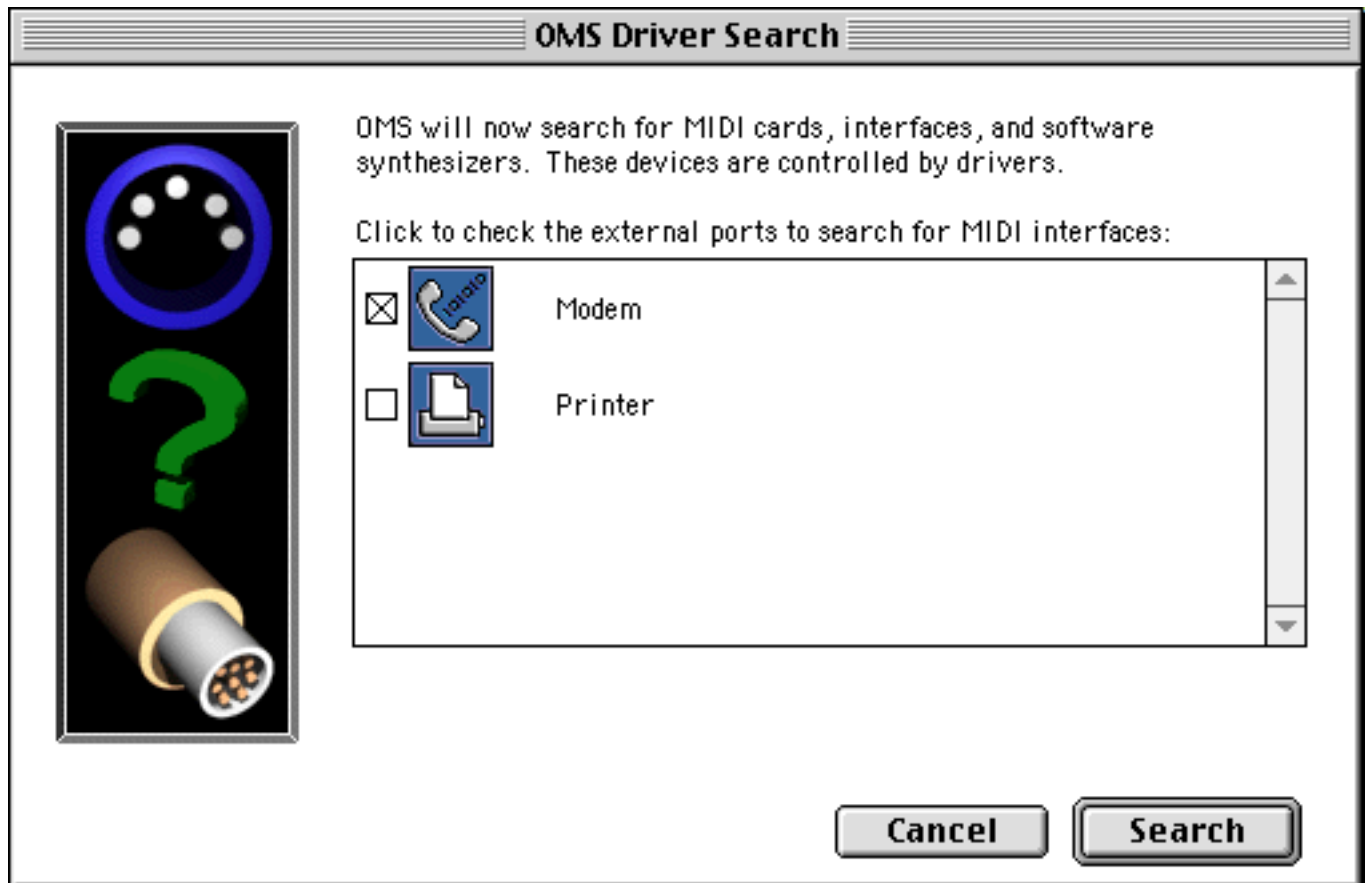 OMS Driver Search
OMS will now search for MIDI cards, interfaces, and software
synthesizers. These devices are controlled by drivers.
Click to check the external ports to search for MIDI interfaces:
Modem
Printer
Cancel
Search